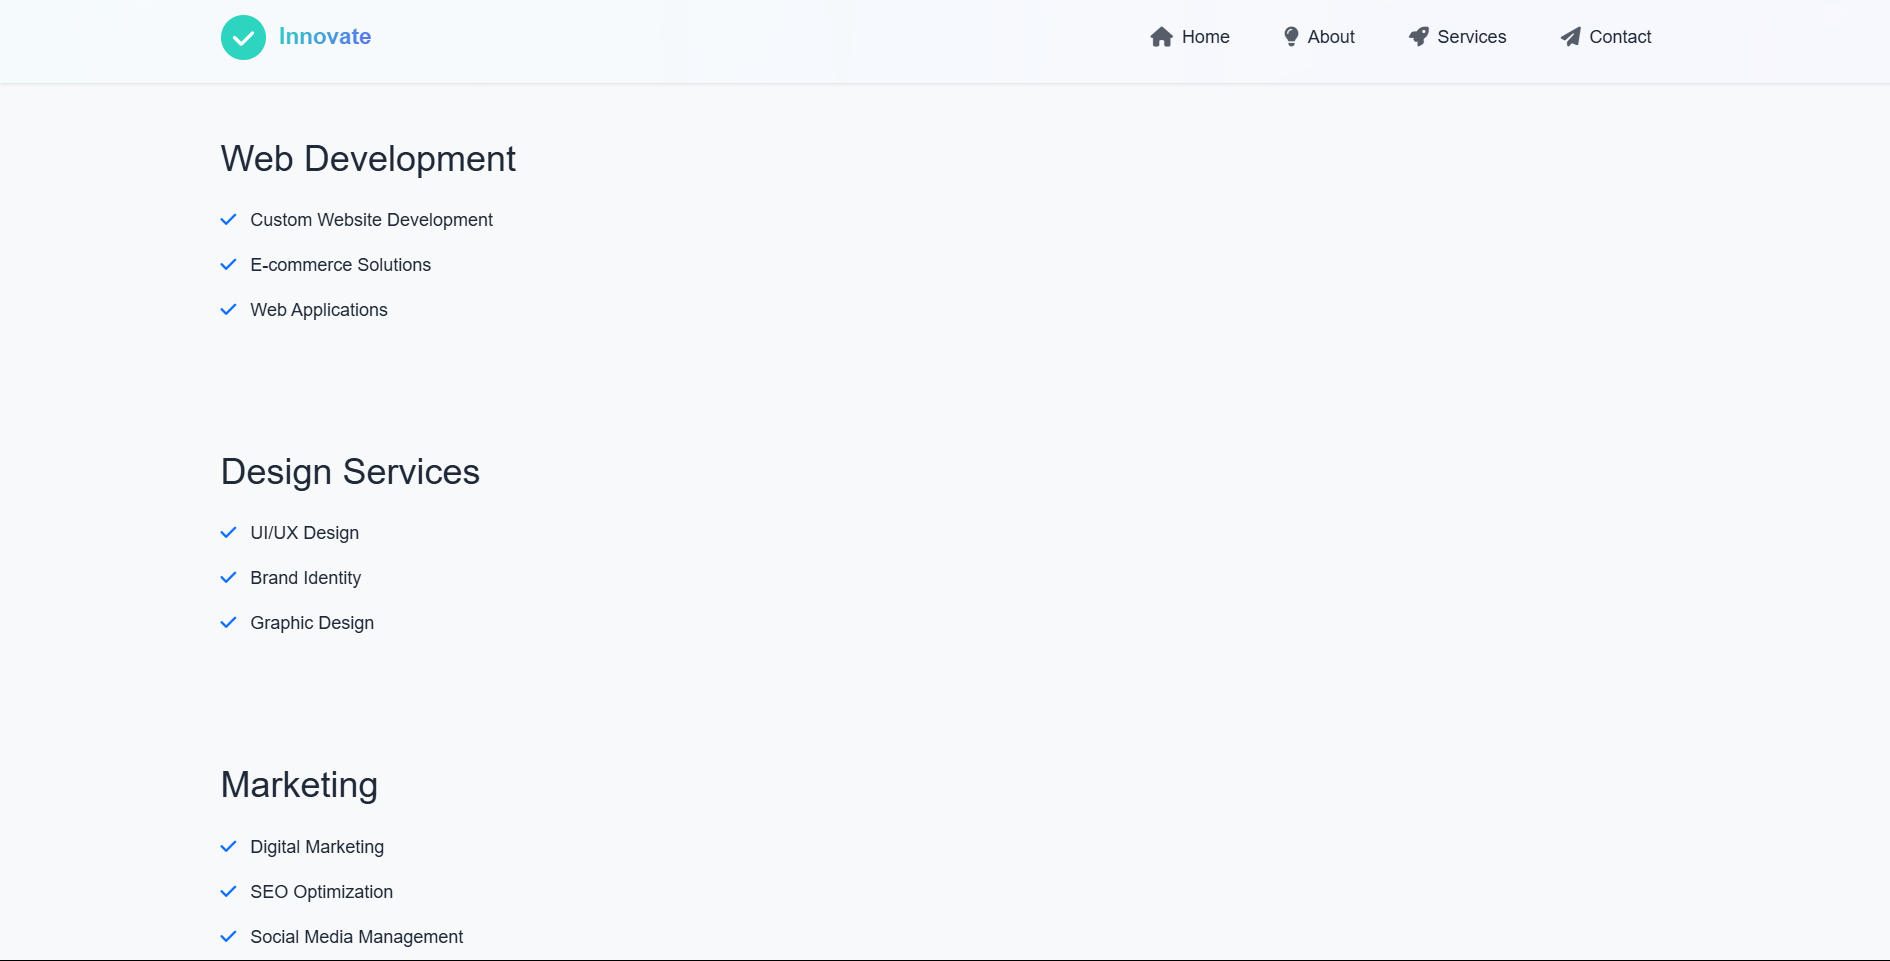 Innovate
Home About Services Contact
Web Development
Custom Website Development
E-commerce Solutions
Web Applications
Design Services
UI/UX Design
Brand Identity
Graphic Design
Marketing
Digital Marketing
SEO Optimization
Social Media Management